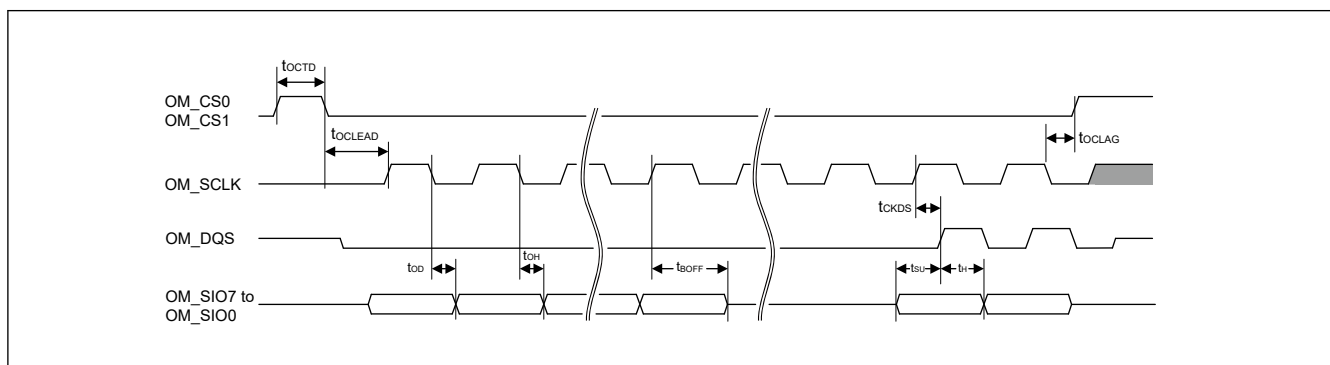 tOCTD
OM_CS0
OM_CS1
tOCLEAD
tOCLAG
OM_SCLK
tCKDS
OM_DQS
tOD
tOH
tBOFF
tSU
tH
OM_SIO7 to
OM_SIO0